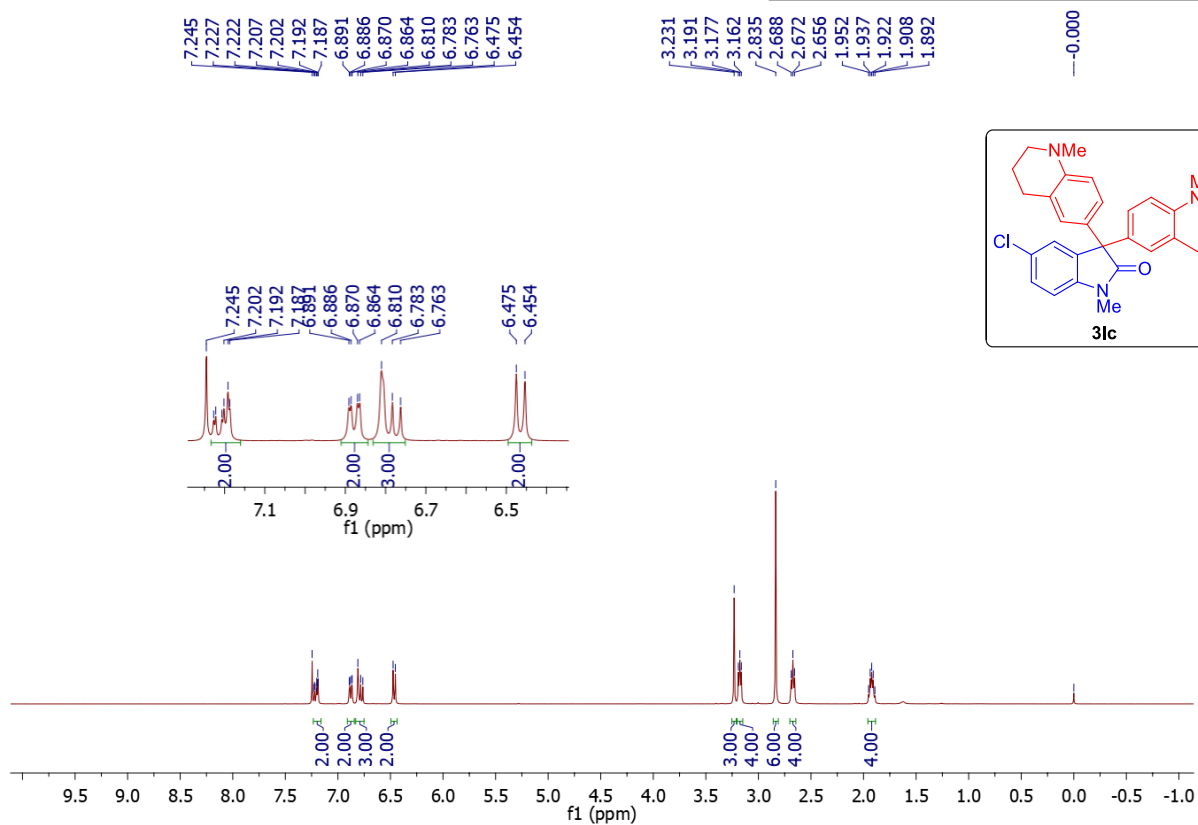 7.245 7.227 7.222 7.207 7.202 7.192 7.187 6.891 6.886 6.870 6.864 6.810 6.783 6.763 6.475 6.454
3.231 3.191 3.177 3.162 2.835 2.688 2.672 2.656 1.952 1.937 1.922 1.908 1.892
-0.000
NMe
Cl
O
NMe
3lc
7.245 7.202 7.192 7.187 6.891 6.886 6.870 6.864 6.810 6.783 6.763 6.475 6.454
2.00 2.00 3.00 2.00
7.1 6.9 6.7 6.5
f1 (ppm)
2.00 2.00 3.00 2.00 3.00 4.00 6.00 4.00 4.00
9.5 9.0 8.5 8.0 7.5 7.0 6.5 6.0 5.5 5.0 4.5 4.0 3.5 3.0 2.5 2.0 1.5 1.0 0.5 0.0 -0.5 -1.0
f1 (ppm)